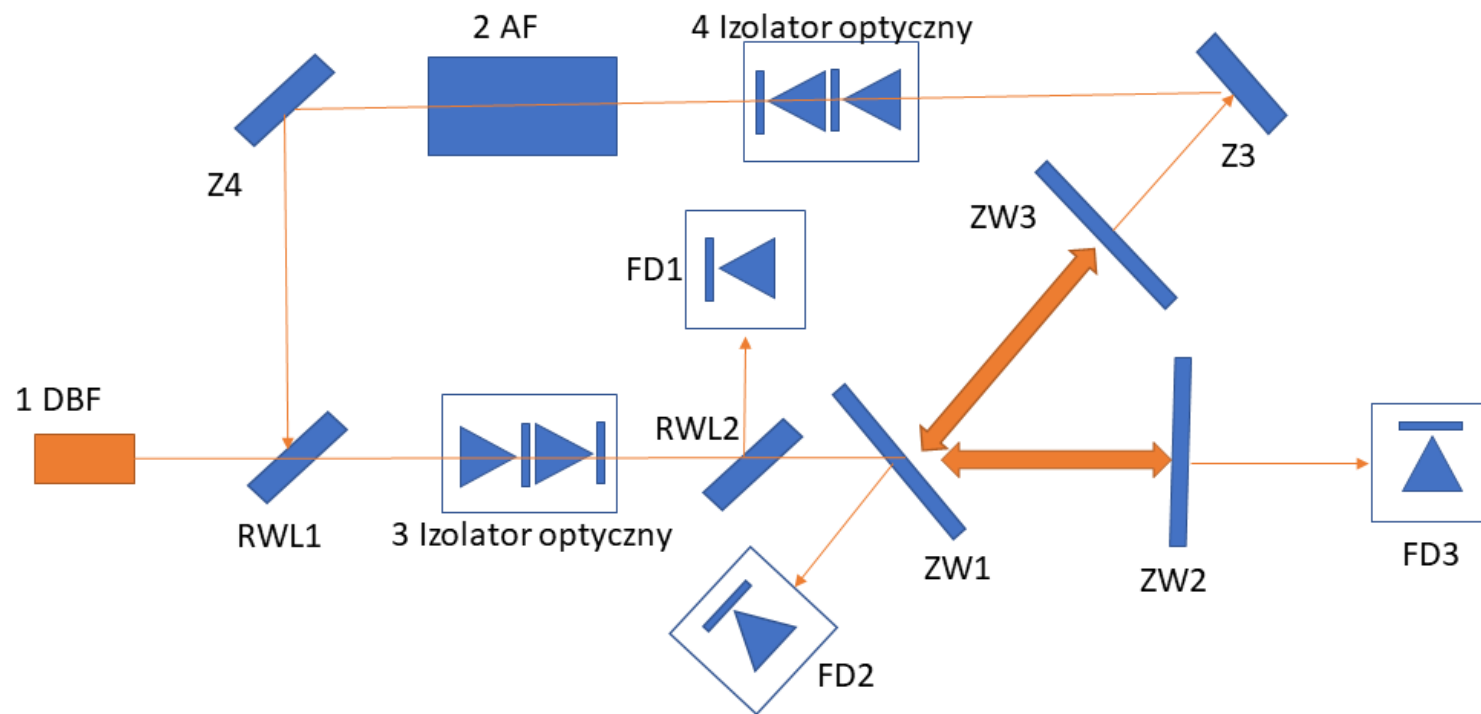 2 AF
4 Izolator optyczny
Z3
Z4
ZW3
FD1
1 DBF
RWL2
RWL1
3 Izolator optyczny
ZW1
ZW2
FD3
FD2